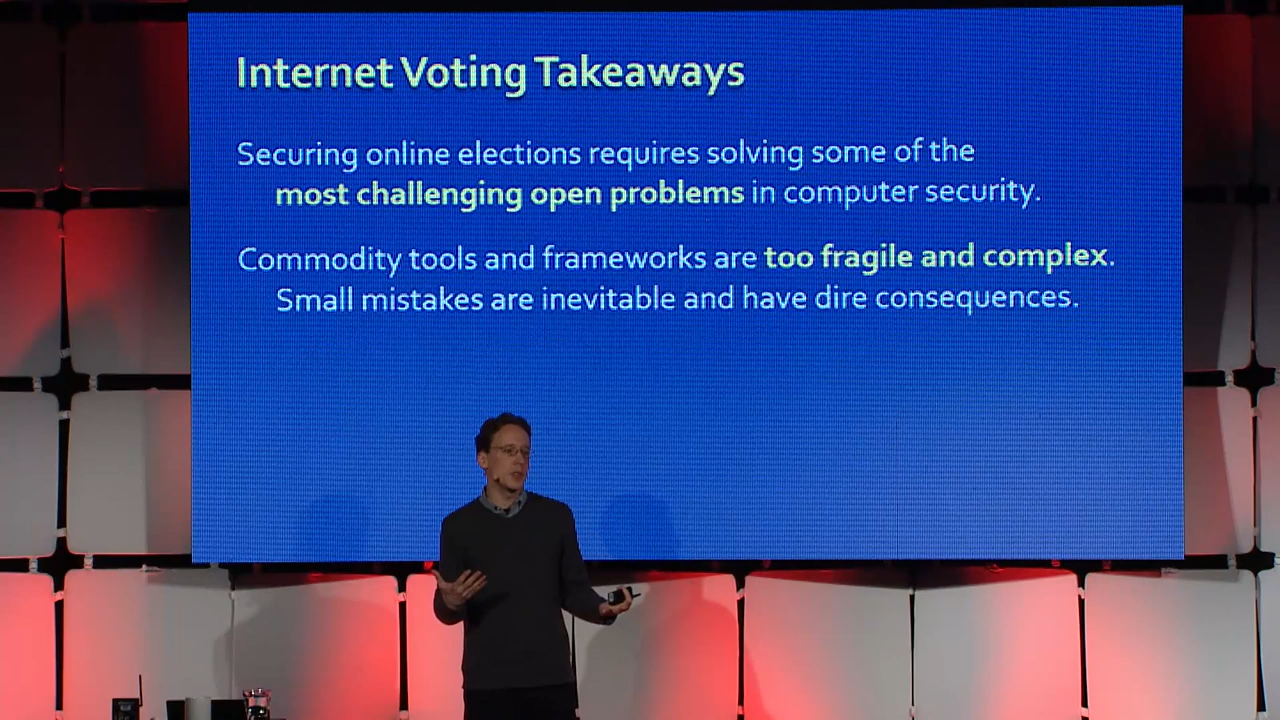 Internet Voting Takeaways
Securing online elections requires solving some of the
most challenging open problems in computer security.
Commodity tools and frameworks are too fragile and complex.
Small mistakes are inevitable and have dire consequences.